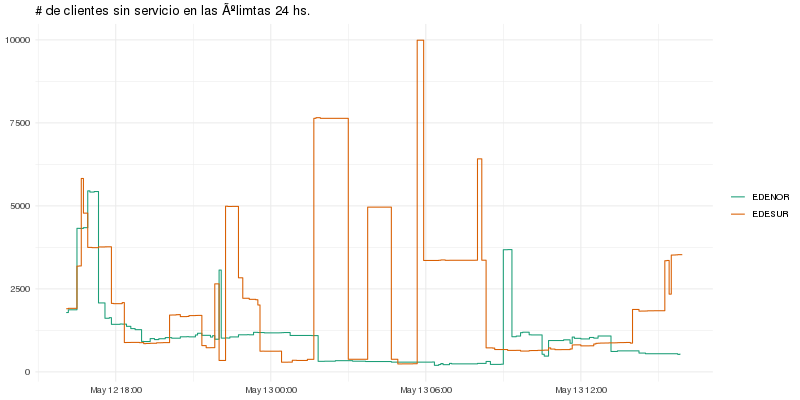 # de clientes sin servicio en las Ãºlimtas 24 hs.
10000
7500
5000
2500
0
May 12 18:00
May 13 00:00
May 13 06:00
May 13 12:00
EDENOR
EDESUR